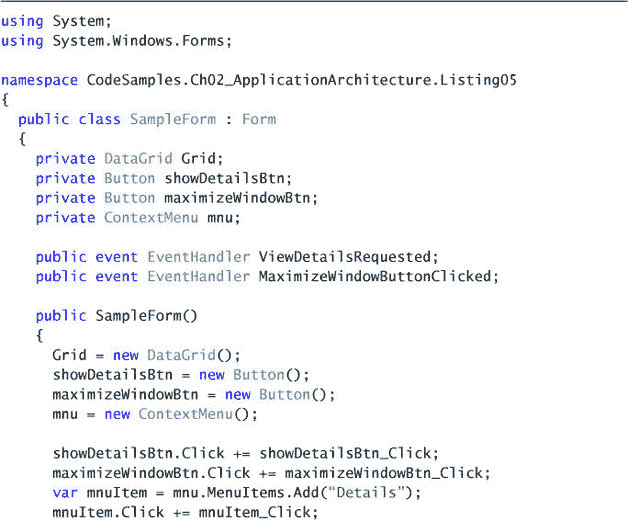 using System;
using System.Windows.Forms;
namespace CodeSamples.Ch02_ApplicationArchitecture.Listing05
{
public class SampleForm : Form
{
private DataGrid Grid;
private Button showDetailsBtn;
private Button maximizeWindowBtn;
private ContextMenu mnu;
public event EventHandler ViewDetailsRequested;
public event EventHandler MaximizeWindowButtonClicked;
public SampleForm()
{
Grid = new DataGrid();
showDetailsBtn = new Button();
maximizeWindowBtn = new Button();
mnu = new ContextMenu();
showDetailsBtn.Click += showDetailsBtn_Click;
maximizeWindowBtn.Click += maximizeWindowBtn_Click;
var mnuItem = mnu.MenuItems.Add(“Details”);
mnuItem.Click += mnuItem_Click;